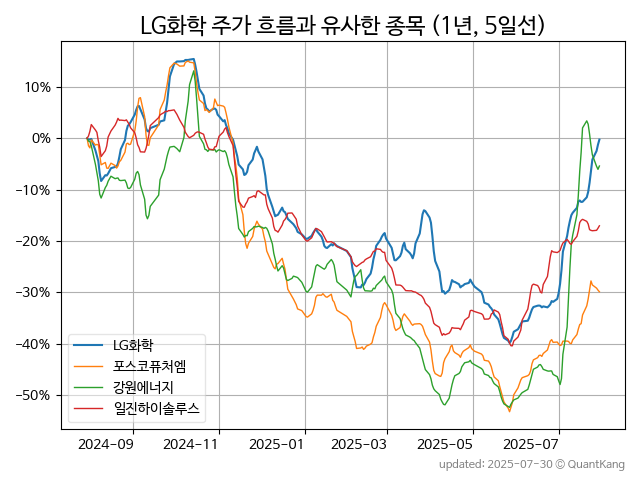 LG화학 주가 흐름과 유사한 종목 (1년, 5일선)
10%
0%
−10%
−20%
−30%
−40%
−50%
LG화학
포스코퓨처엠
강원에너지
일진하이솔루스
2024-09
2024-11
2025-01
2025-03
2025-05
2025-07
updated: 2025-07-30 © QuantKang